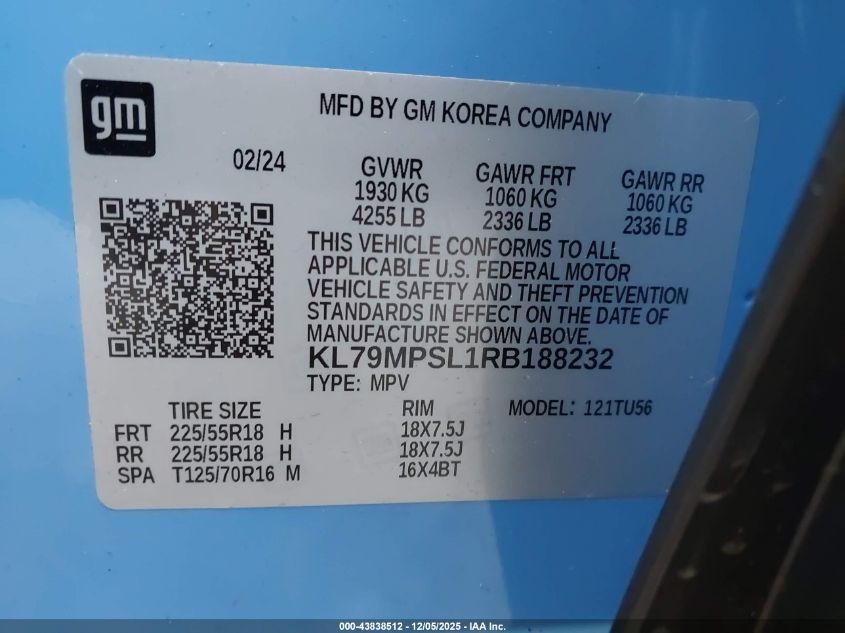 gm
MFD BY GM KOREA COMPANY
02/24
GVWR GAWR FRT GAWR RR
1930 KG 1060 KG 1060 KG
4255 LB 2336 LB 2336 LB
THIS VEHICLE CONFORMS TO ALL
APPLICABLE U.S. FEDERAL MOTOR
VEHICLE SAFETY AND THEFT PREVENTION
STANDARDS IN EFFECT ON THE DATE OF
MANUFACTURE SHOWN ABOVE.
KL79MPSL1RB188232
TYPE: MPV
TIRE SIZE RIM MODEL: 121TU56
FRT 225/55R18 H 18X7.5J
RR 225/55R18 H 18X7.5J
SPA T125/70R16 M 16X4BT
000-43838512 - 12/05/2025 - IAA Inc.